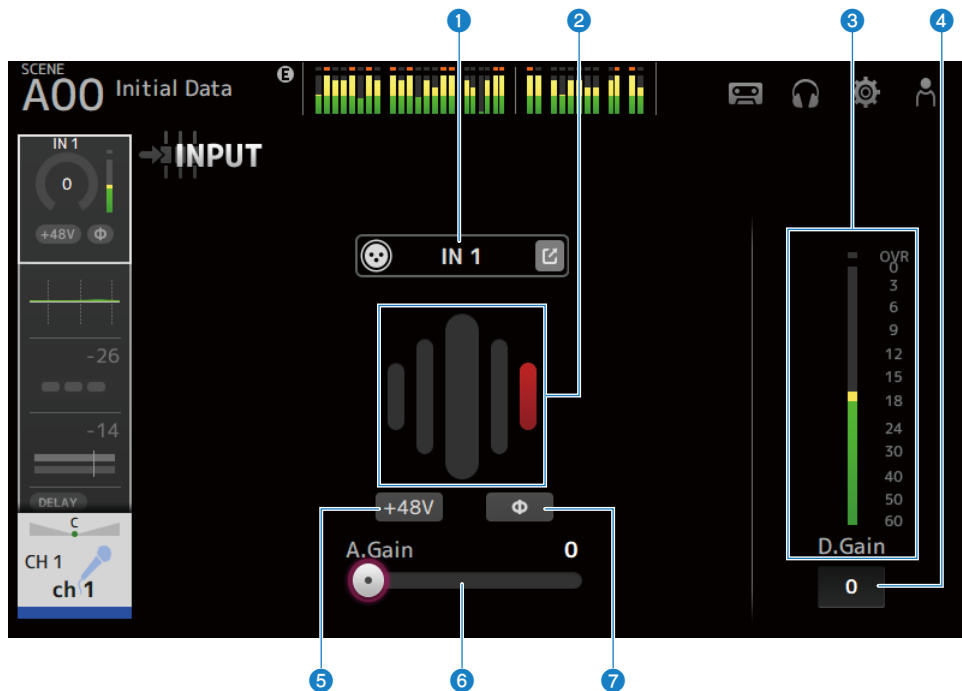 1 2 3 4
SCENE
A00 Initial Data
E
IN 1
0
+48V Φ
-26
-14
DELAY
C
CH 1
ch 1
INPUT
IN 1
+48V Φ
A.Gain 0
OVR
0
3
6
9
12
15
18
24
30
40
50
60
D.Gain
0
5 6 7